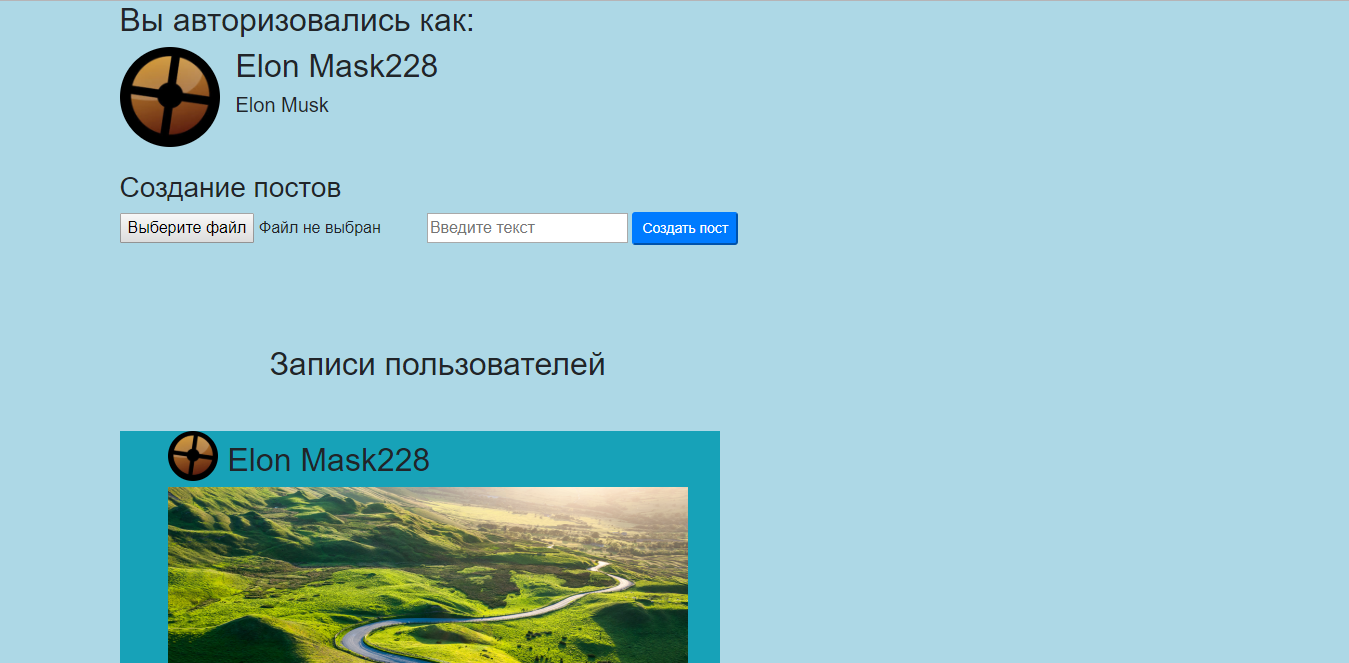 Вы авторизовались как:
Elon Mask228
Elon Musk
Создание постов
Выберите файл Файл не выбран Введите текст Создать пост
Записи пользователей
Elon Mask228